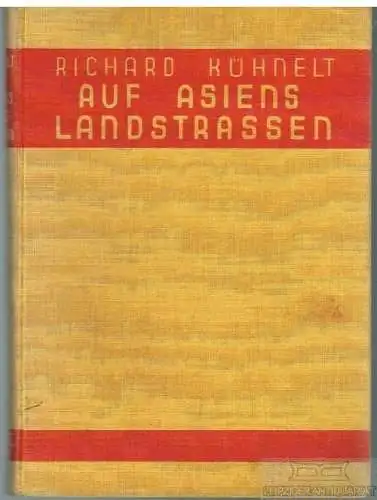 RICHARD KÜHNELT
AUF ASIENS
LANDSTRASSEN